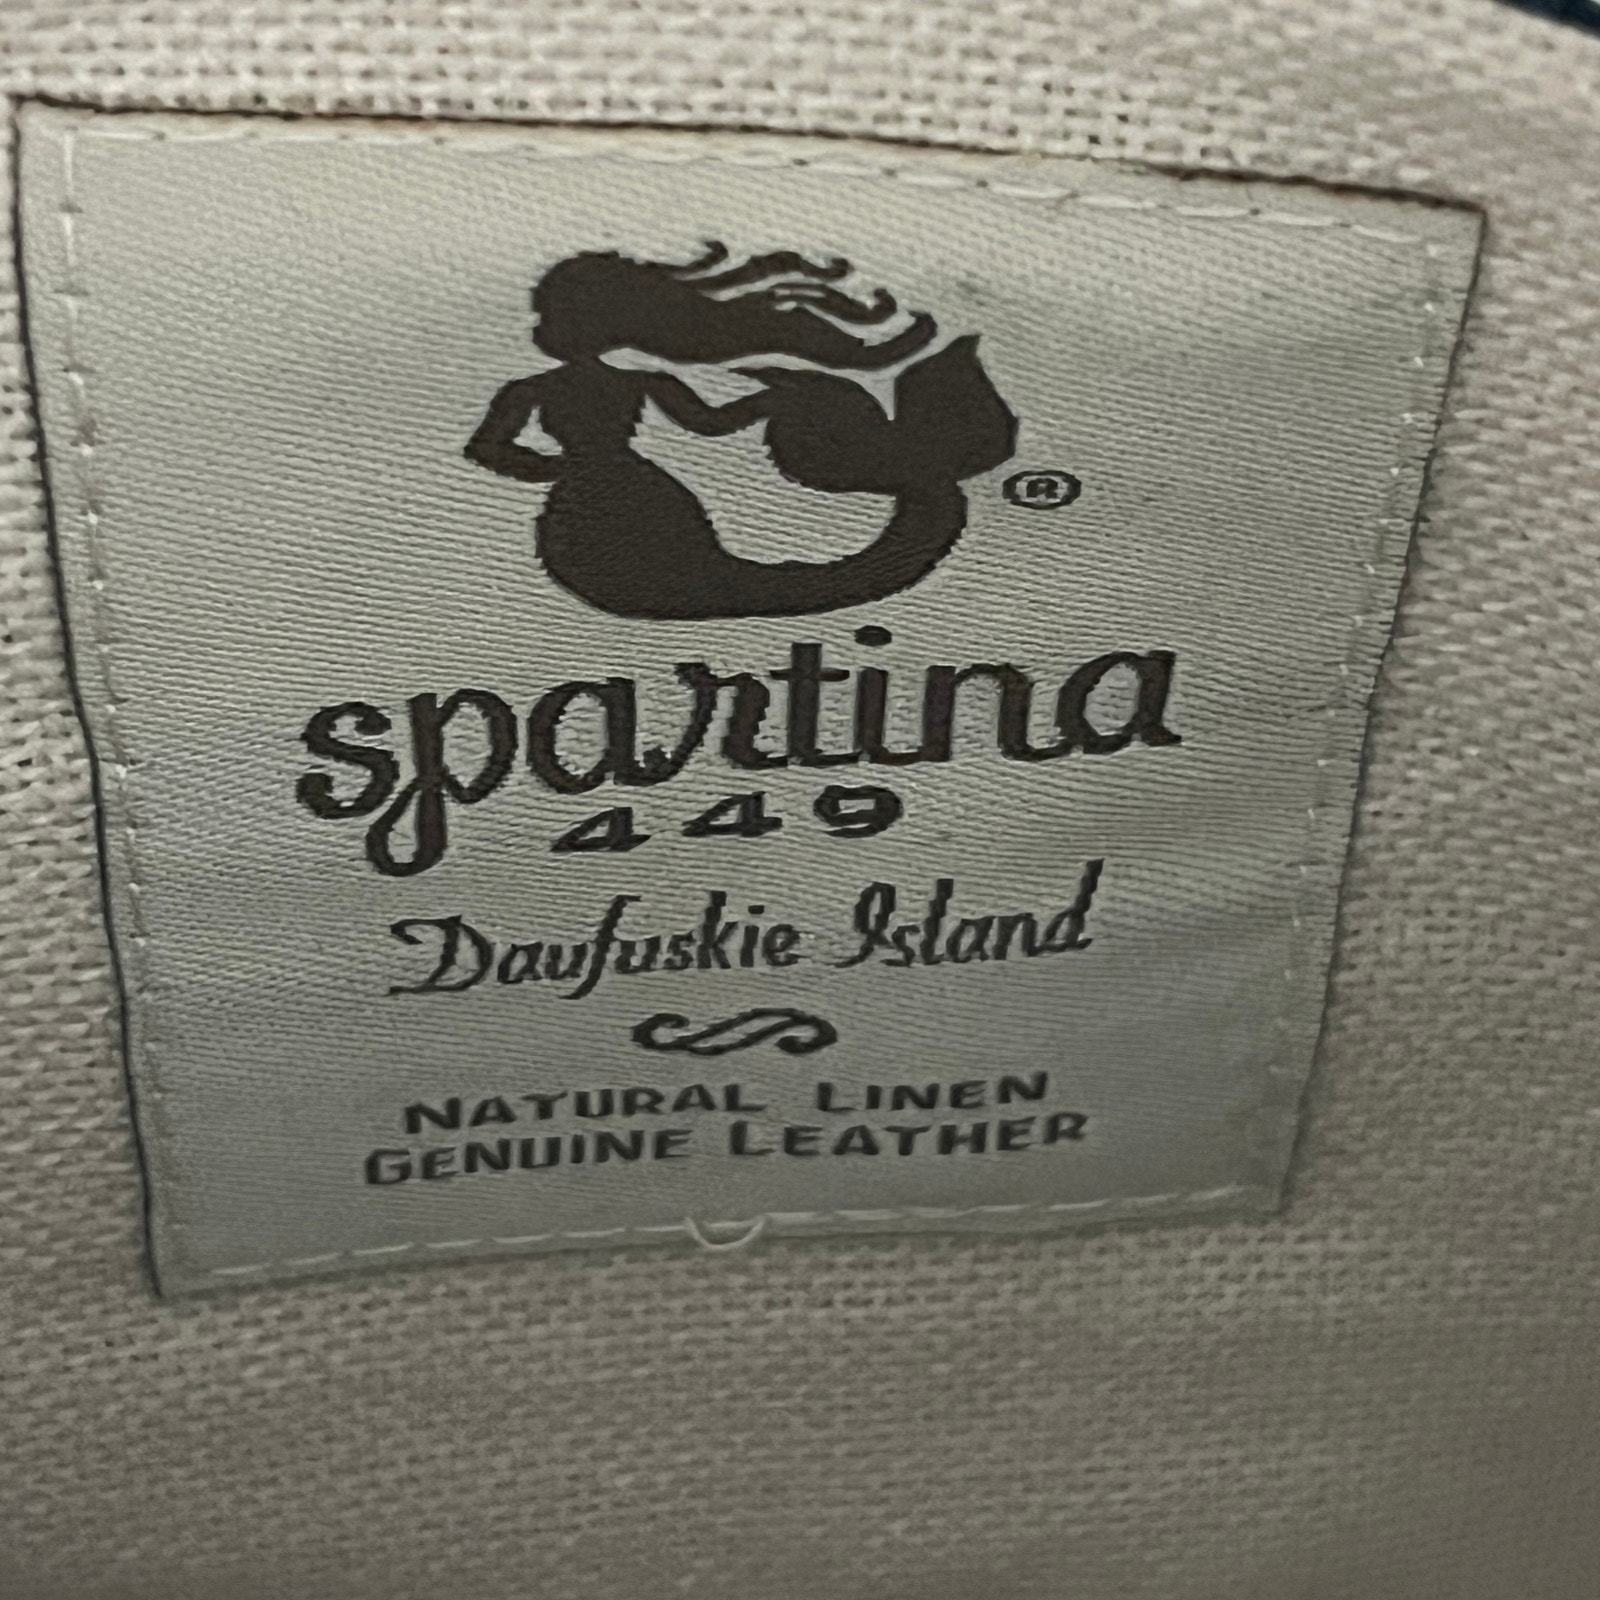 ®
spartina
449
Daufuskie Island
NATURAL LINEN
GENUINE LEATHER